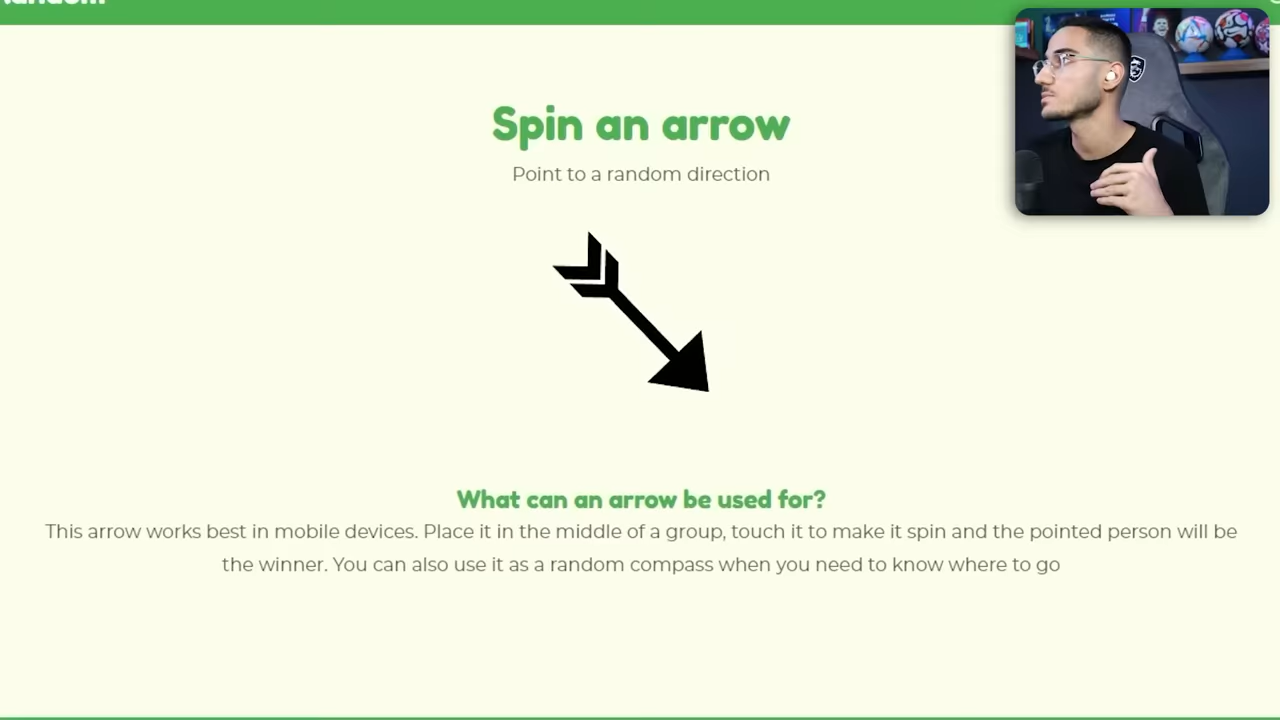 Spin an arrow
Point to a random direction
What can an arrow be used for?
This arrow works best in mobile devices. Place it in the middle of a group, touch it to make it spin and the pointed person will be
the winner. You can also use it as a random compass when you need to know where to go